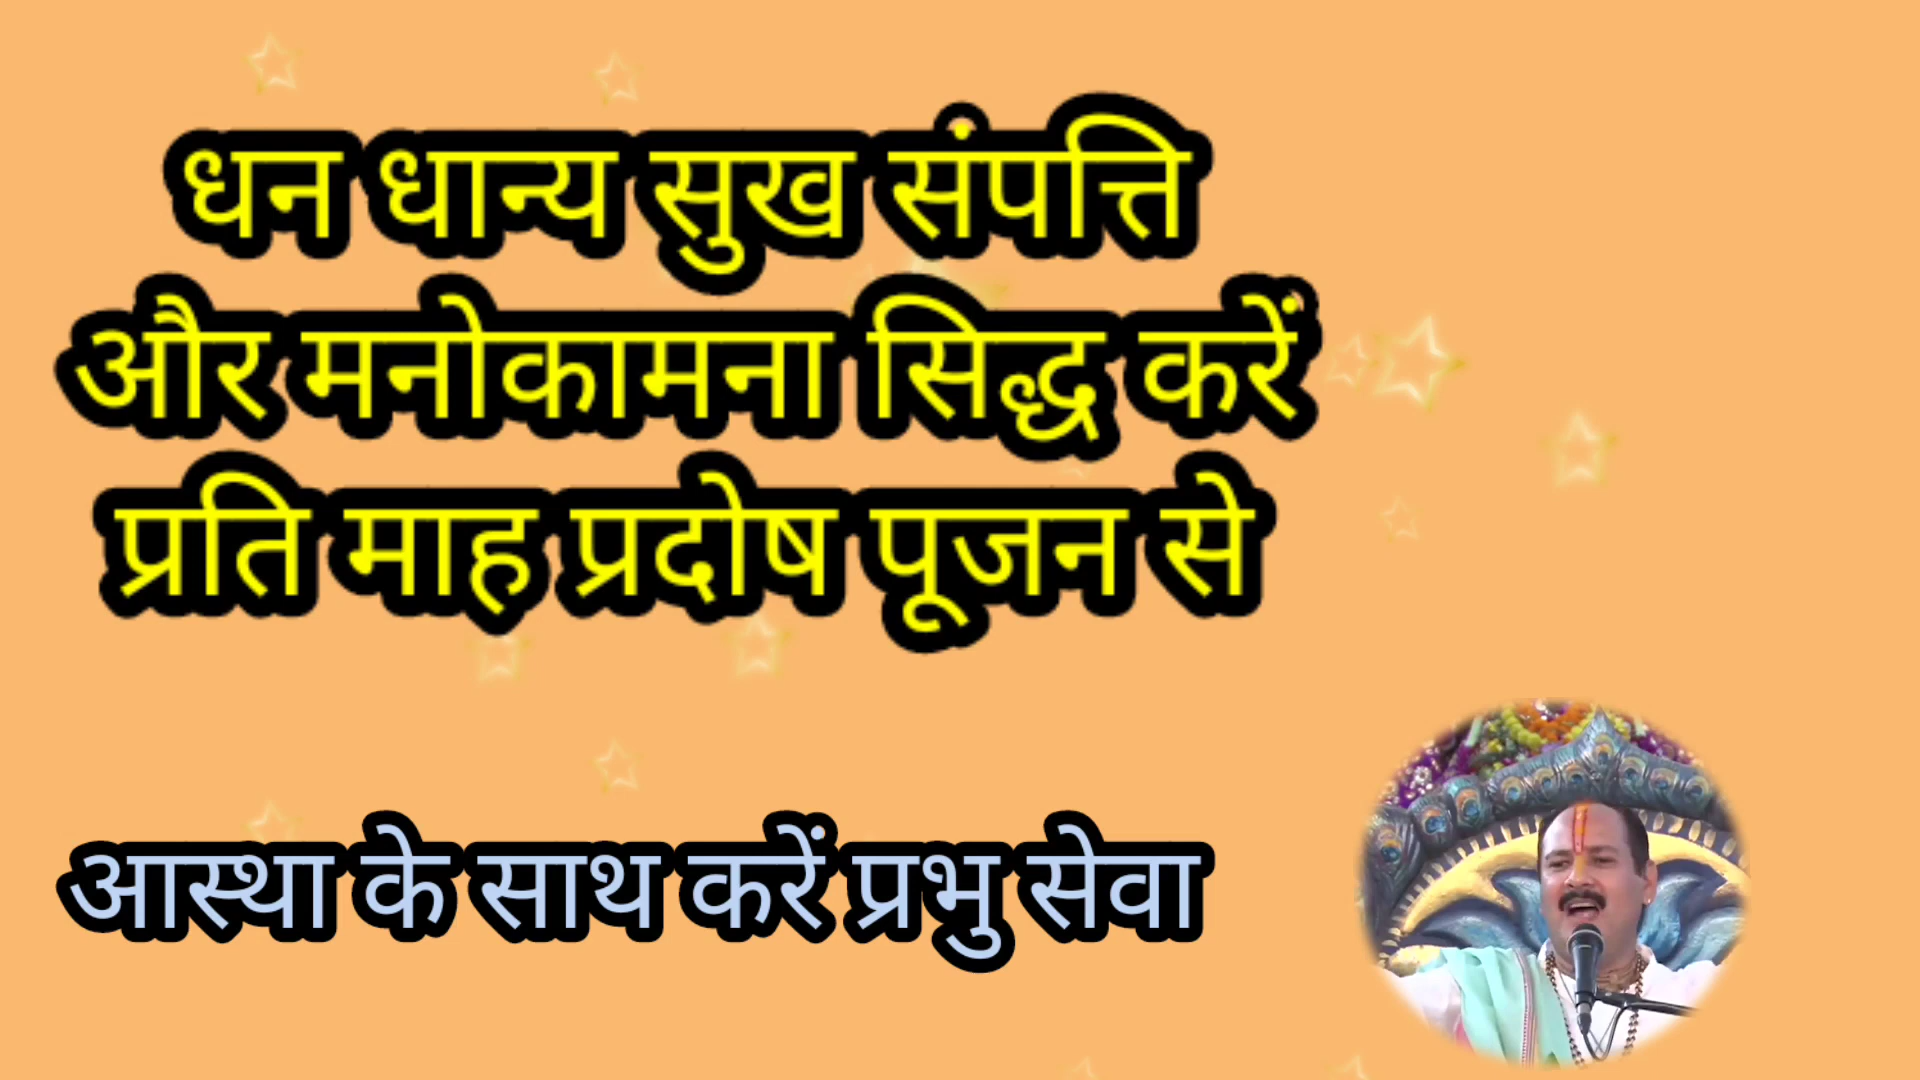 धन धान्य सुख संपत्ति
और मनोकामना सिद्ध करें
प्रति माह प्रदोष पूजन से
आस्था के साथ करें प्रभु सेवा